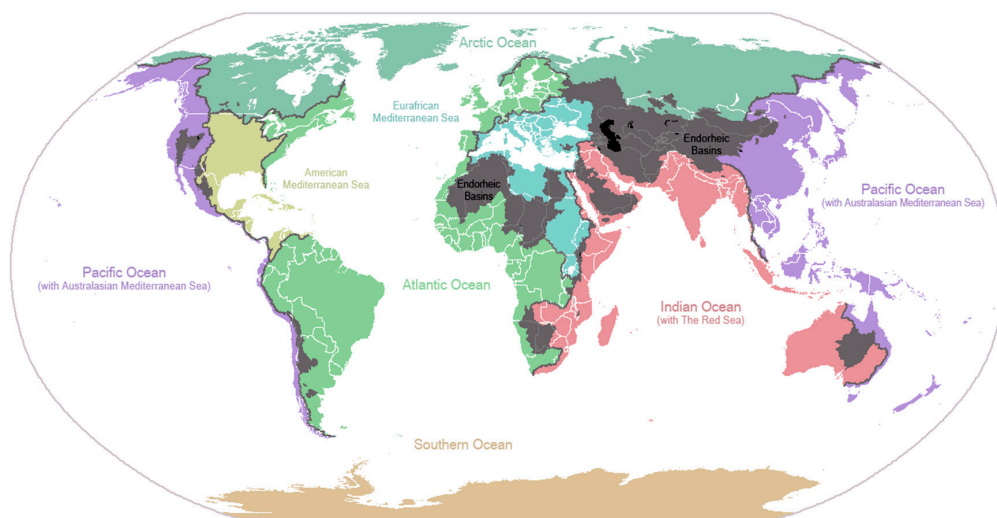 Arctic Ocean
Eurafrican
Mediterranean Sea
Endorheic
Basins
American
Mediterranean Sea
Endorheic
Basins
Pacific Ocean
(with Australasian Mediterranean Sea)
Pacific Ocean
(with Australasian Mediterranean Sea)
Atlantic Ocean
Indian Ocean
(with The Red Sea)
Southern Ocean